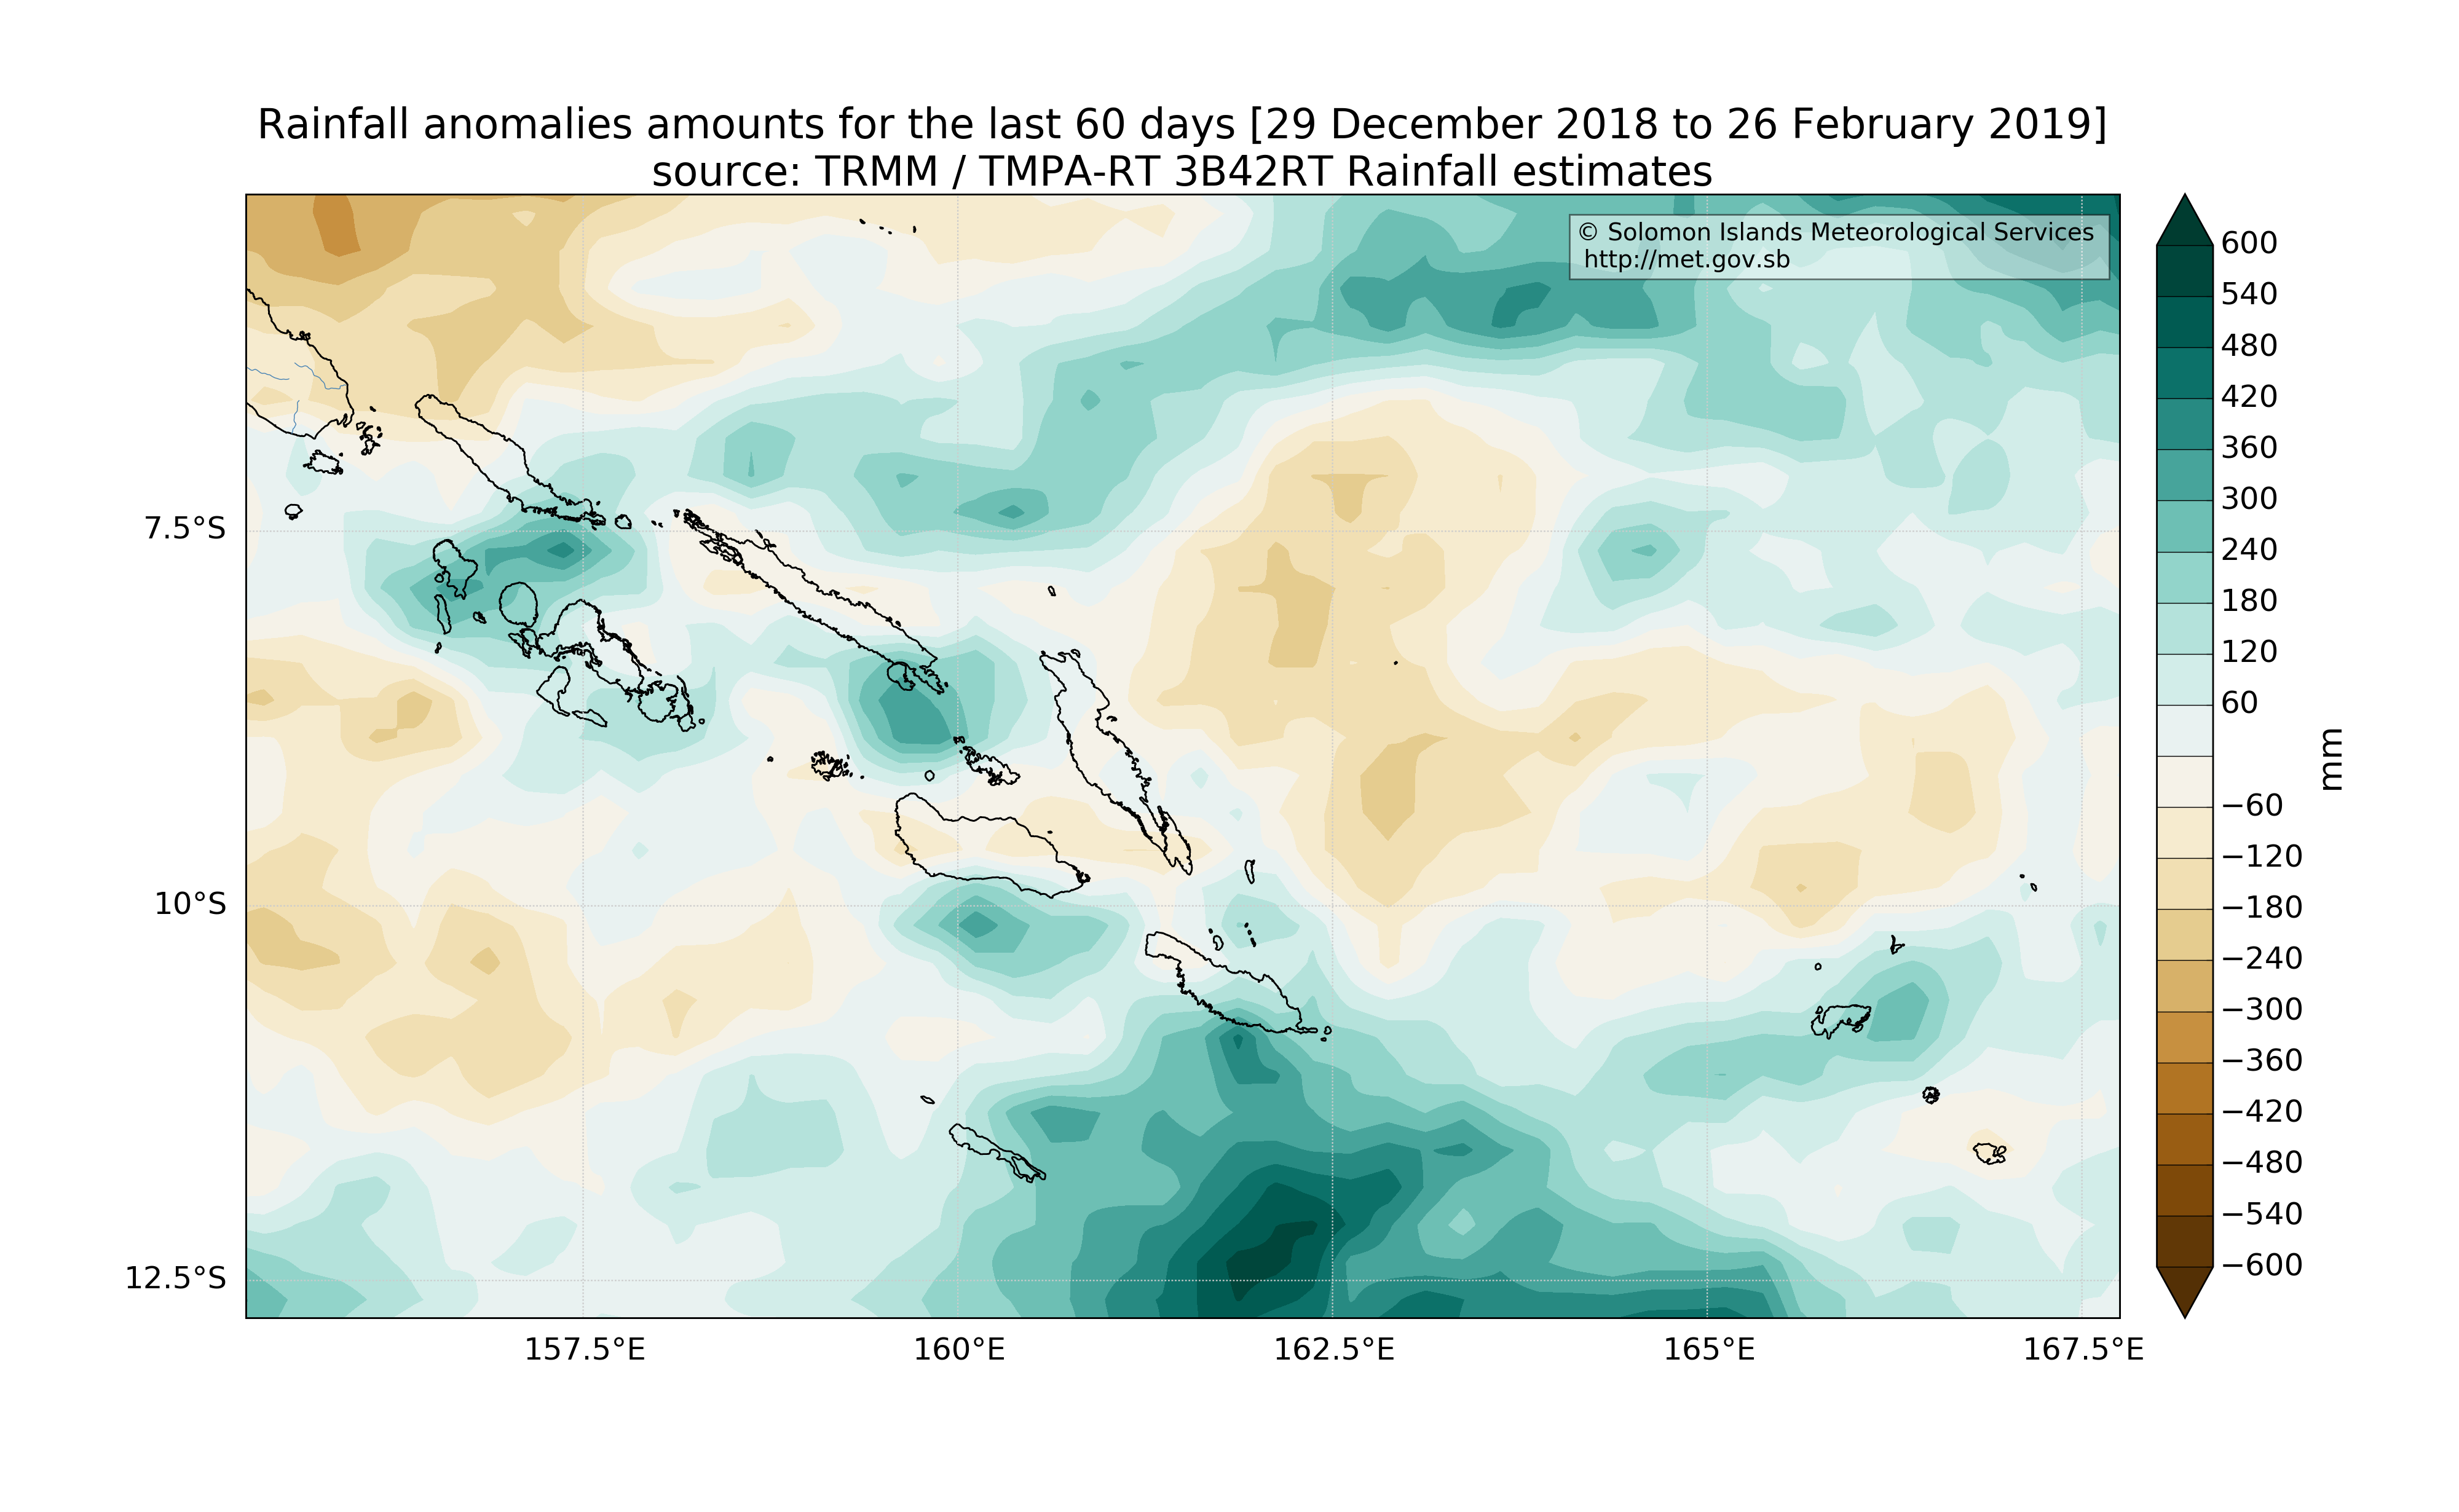 Rainfall anomalies amounts for the last 60 days [29 December 2018 to 26 February 2019]
source: TRMM / TMPA-RT 3B42RT Rainfall estimates
© Solomon Islands Meteorological Services
http://met.gov.sb
7.5°S
10°S
12.5°S
157.5°E
160°E
162.5°E
165°E
167.5°E
600
540
480
420
360
300
240
180
120
60
−60
−120
−180
−240
−300
−360
−420
−480
−540
−600
mm